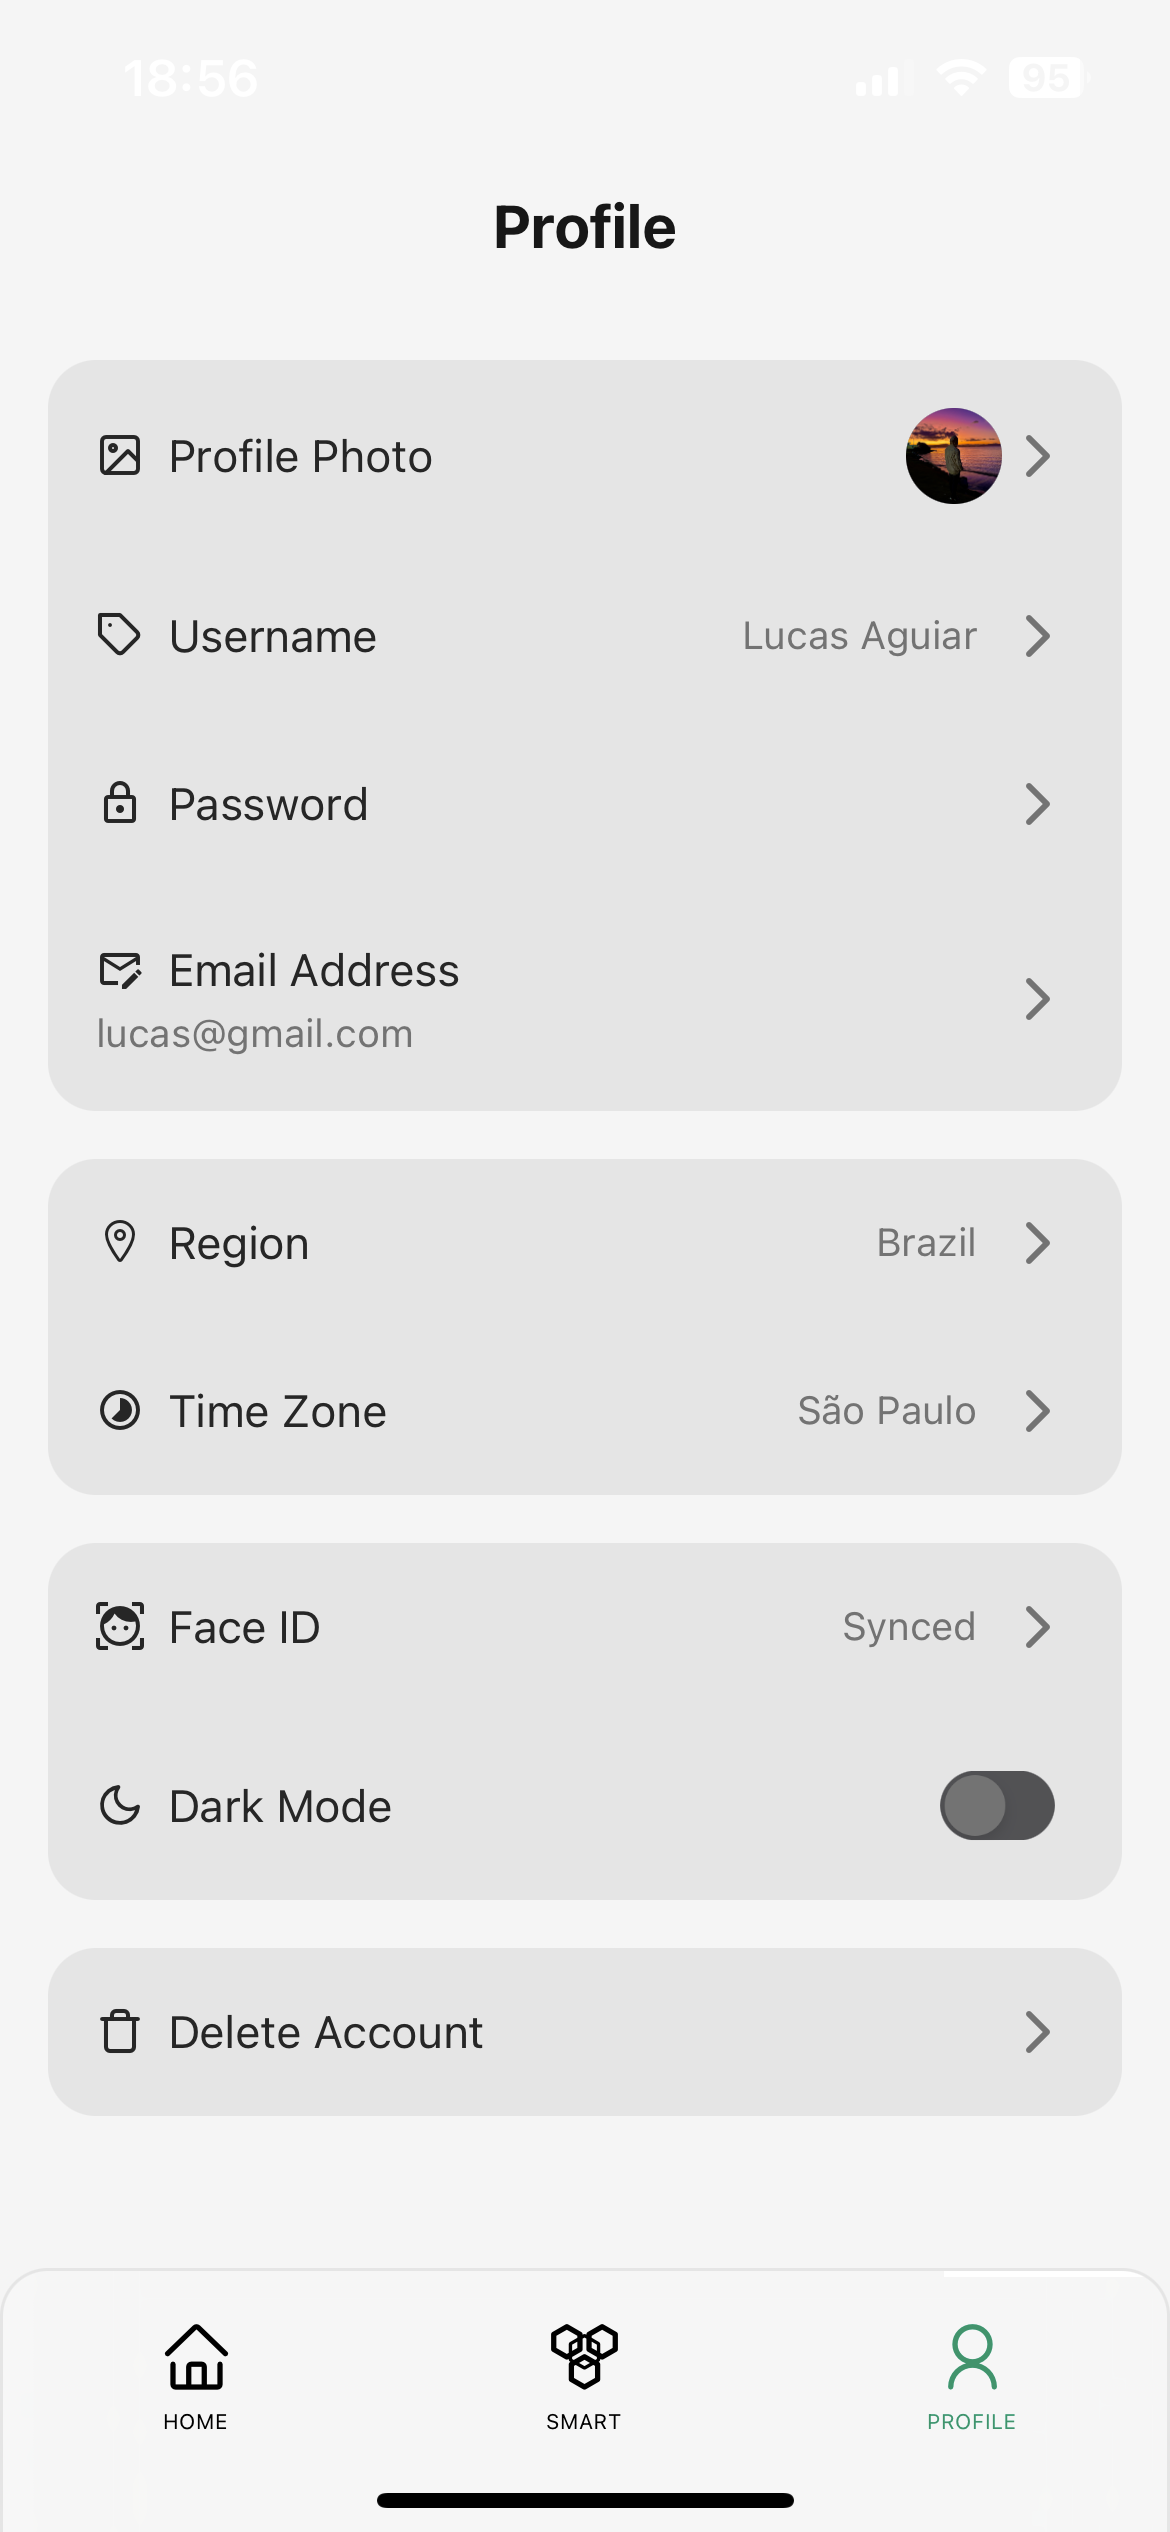 18:56
95
Profile
Profile Photo
Username Lucas Aguiar
Password
Email Address
lucas@gmail.com
Region Brazil
Time Zone São Paulo
Face ID Synced
Dark Mode
Delete Account
HOME SMART PROFILE